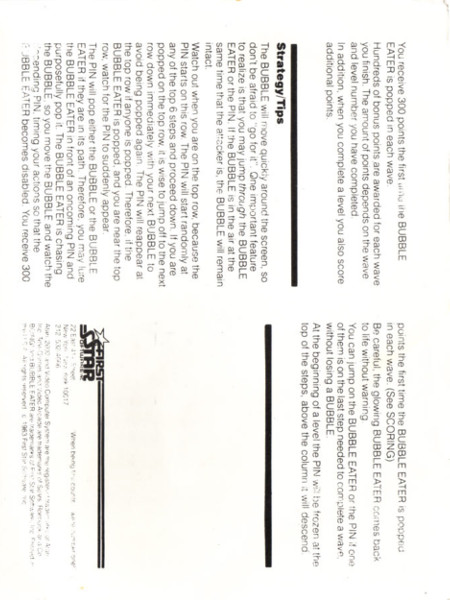 You receive 300 points the first time the BUBBLE
EATER is popped in each wave.
Hundreds of bonus points are awarded for each wave
you finish. The amount of points depends on the wave
and level number you have completed.
In addition, when you complete a level you also score
additional points.
Strategy/Tips
The BUBBLE will move quickly around the screen, so
don't be afraid to "go for it". One important feature
to realize is that you may jump through the BUBBLE
EATER or the PIN. If the BUBBLE is in the air at the
same time that the attacker is, the BUBBLE will remain
intact.
Watch out when you are on the top row, because the
PIN starts on this row. The PIN will start randomly at
any of the top 6 steps and proceed down. If you are
popped on the top row, it is wise to jump off to the next
row down immediately with your next BUBBLE to
avoid being popped again. The PIN will reappear at
the top row if anyone is popped. Therefore, if the
BUBBLE EATER is popped, and you are near the top
row, watch for the PIN to suddenly appear.
The PIN will pop either the BUBBLE or the BUBBLE
EATER if they are in its path. Therefore, you may lure
the BUBBLE EATER in front of an oncoming PIN and
purposefully pop it. The BUBBLE EATER is chasing
the BUBBLE, so you move the BUBBLE and watch the
PIN, timing your actions so that the
BUBBLE EATER becomes disabled. You receive 300
points the first time the BUBBLE EATER is popped
in each wave. (See SCORING)
Be careful, the glowing BUBBLE EATER comes back
to life without warning.
You can jump on the BUBBLE EATER or the PIN if one
of them is on the last step needed to complete a wave,
without losing a BUBBLE.
At the beginning of a level the PIN will be frozen at the
top of the steps, above the column it will descend.
FIRST
STAR
SOFTWARE
New York 10017